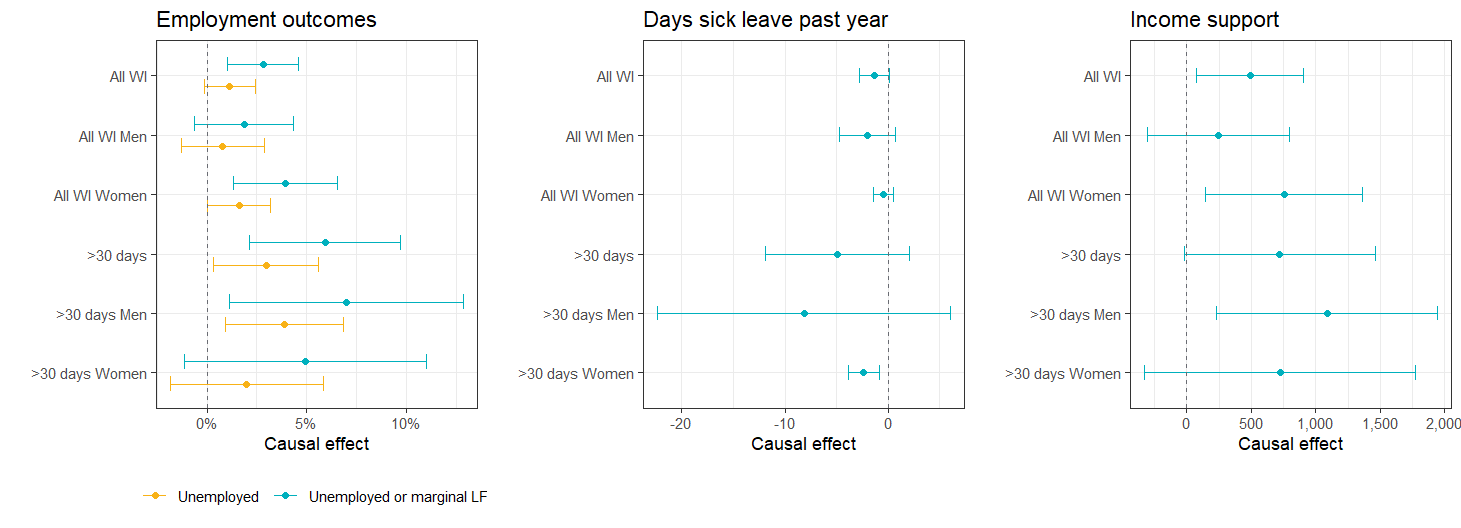 Employment outcomes
All WI
All WI Men
All WI Women
>30 days
>30 days Men
>30 days Women
0% 5% 10%
Causal effect
Unemployed Unemployed or marginal LF
Days sick leave past year
All WI
All WI Men
All WI Women
>30 days
>30 days Men
>30 days Women
-20 -10 0
Causal effect
Income support
All WI
All WI Men
All WI Women
>30 days
>30 days Men
>30 days Women
0 500 1,000 1,500 2,000
Causal effect